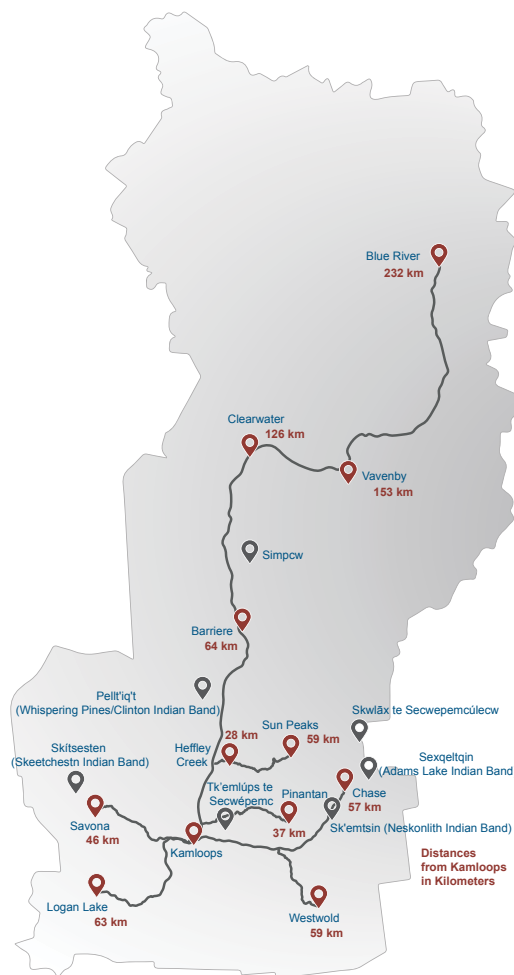 Blue River
232 km
Clearwater
126 km
Vavenby
153 km
Simpcw
Barriere
64 km
Pellt'iq't
(Whispering Pines/Clinton Indian Band)
Skwlāx te Secwepemcúlecw
28 km
Sun Peaks
59 km
Heffley
Creek
Skítsesten
(Skeetchestn Indian Band)
Sexqeltqin
(Adams Lake Indian Band
Tk'emlúps te
Secwépemc
Pinantan
37 km
Chase
57 km
Savona
46 km
Sk'emtsin (Neskonlith Indian Band)
Kamloops
Distances
from Kamloops
in Kilometers
Logan Lake
63 km
Westwold
59 km